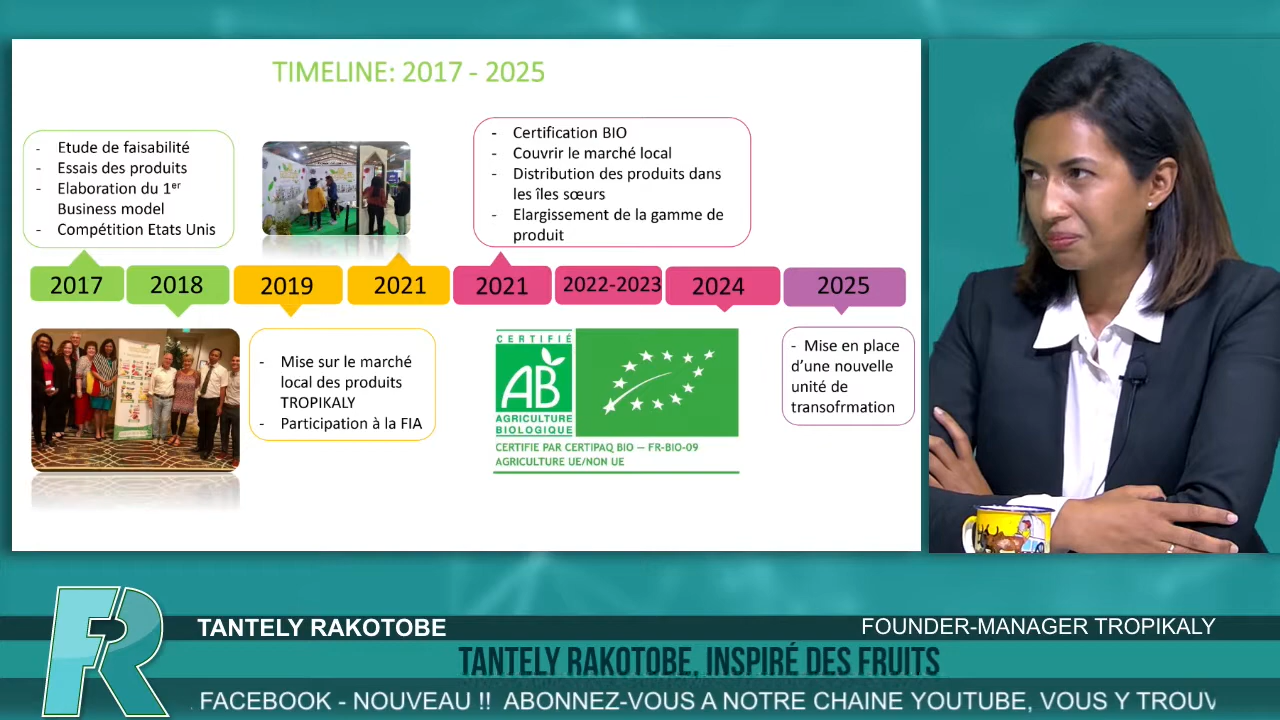 TIMELINE: 2017 - 2025
- Etude de faisabilité
- Essais des produits
- Elaboration du 1er
Business model
- Compétition Etats Unis
- Certification BIO
- Couvrir le marché local
- Distribution des produits dans
les îles sœurs
- Elargissement de la gamme de
produit
2017
2018
2019
2021
2021
2022-2023
2024
2025
- Mise sur le marché
local des produits
TROPIKALY
- Participation à la FIA
CERTIFIÉ
AB
AGRICULTURE
BIOLOGIQUE
CERTIFIE PAR CERTIPAQ BIO – FR-BIO-09
AGRICULTURE UE/NON UE
- Mise en place
d’une nouvelle
unité de
transofrmation
FR
TANTELY RAKOTOBE
FOUNDER-MANAGER TROPIKALY
TANTELY RAKOTOBE, INSPIRÉ DES FRUITS
FACEBOOK - NOUVEAU !! ABONNEZ-VOUS A NOTRE CHAINE YOUTUBE, VOUS Y TROUV